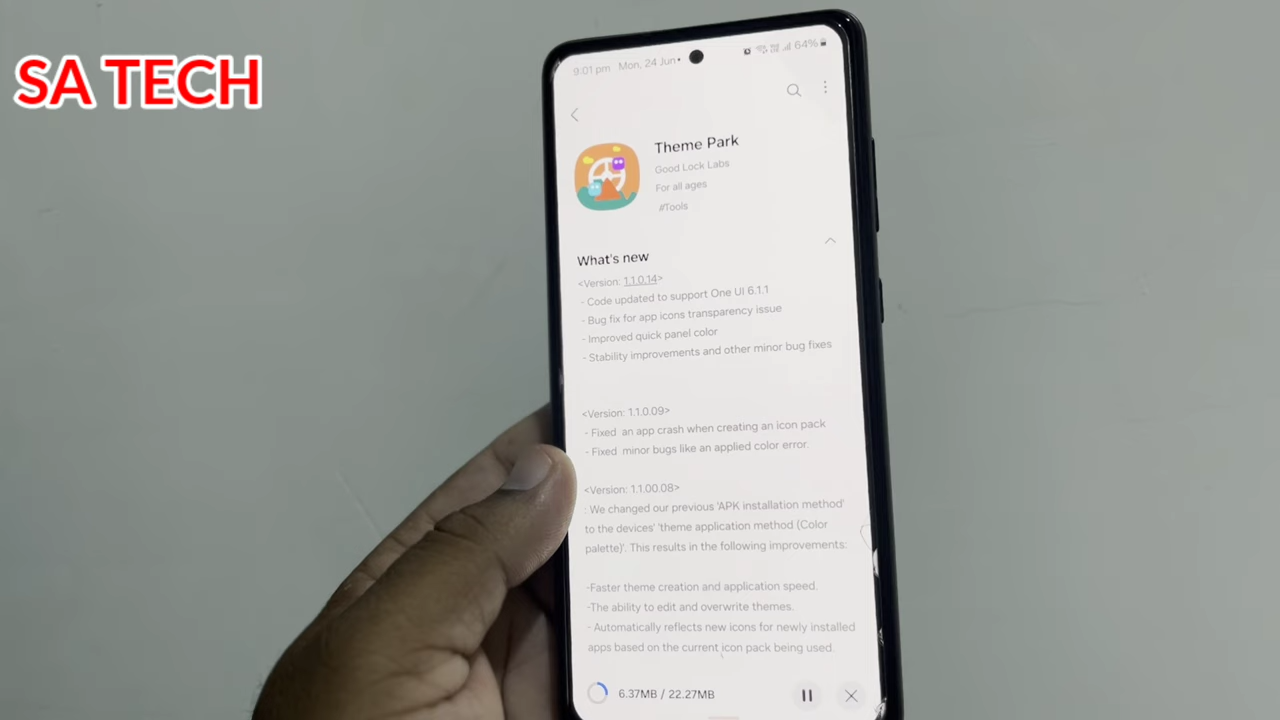 SA TECH
9:01 pm Mon, 24 Jun • 64%
Theme Park
Good Lock Labs
For all ages
#Tools
What's new
<Version: 1.1.0.14>
- Code updated to support One UI 6.1.1
- Bug fix for app icons transparency issue
- Improved quick panel color
- Stability improvements and other minor bug fixes
<Version: 1.1.0.09>
- Fixed an app crash when creating an icon pack
- Fixed minor bugs like an applied color error.
<Version: 1.1.00.08>
: We changed our previous 'APK installation method'
to the devices' 'theme application method (Color
palette)'. This results in the following improvements:
-Faster theme creation and application speed.
-The ability to edit and overwrite themes.
- Automatically reflects new icons for newly installed
apps based on the current icon pack being used.
6.37MB / 22.27MB